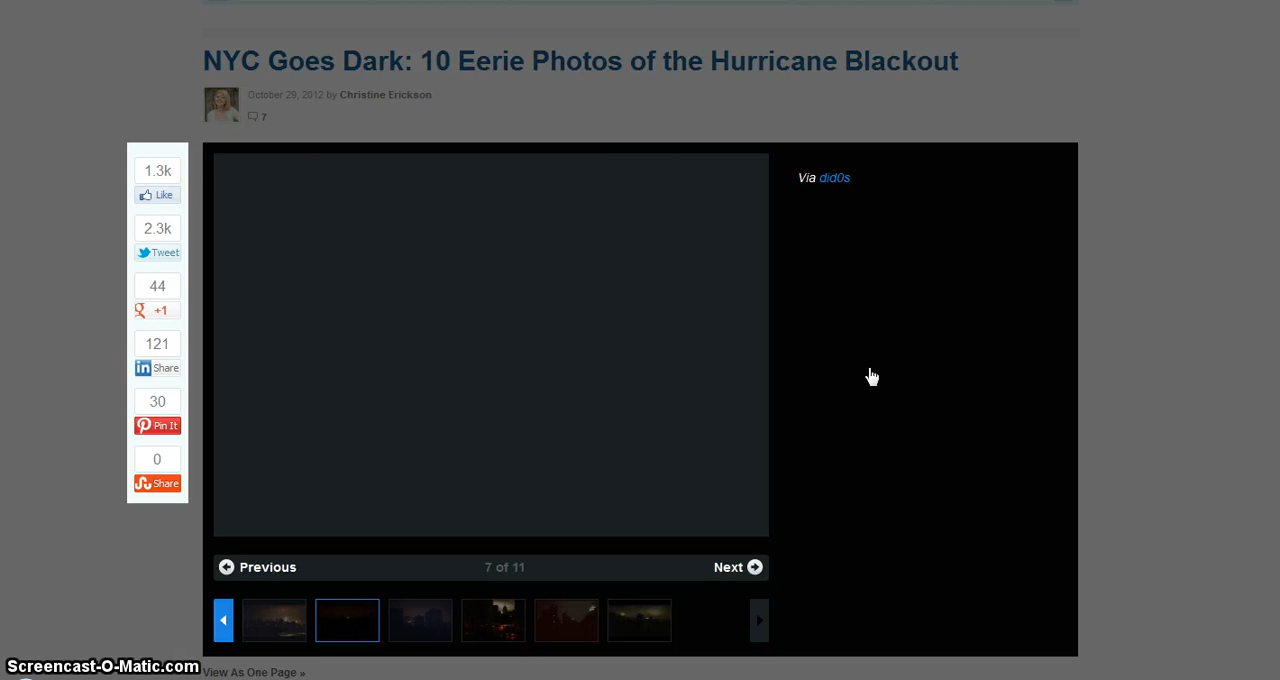 NYC Goes Dark: 10 Eerie Photos of the Hurricane Blackout
October 29, 2012 by Christine Erickson
7
1.3k
Like
2.3k
Tweet
44
+1
121
in Share
30
Pin It
0
Share
Via did0s
Previous
7 of 11
Next
View As One Page »
Screencast-O-Matic.com